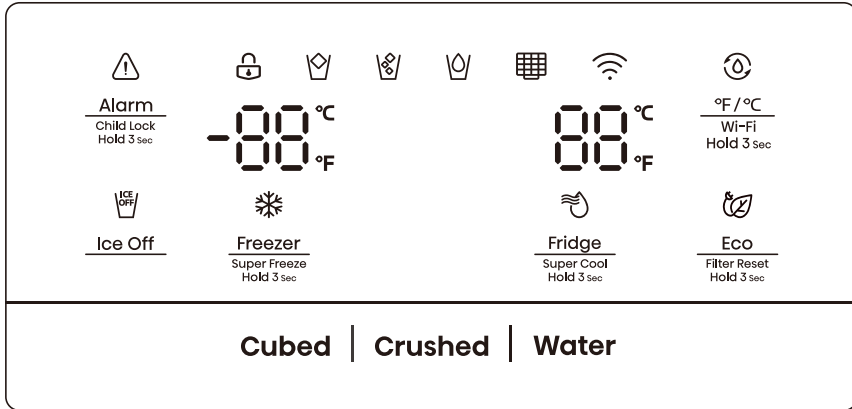 Alarm
Child Lock
Hold 3 Sec
-88 °C
°F
88 °C
°F
°F/°C
Wi-Fi
Hold 3 Sec
ICE
OFF
Ice Off
Freezer
Super Freeze
Hold 3 Sec
Fridge
Super Cool
Hold 3 Sec
Eco
Filter Reset
Hold 3 Sec
Cubed | Crushed | Water